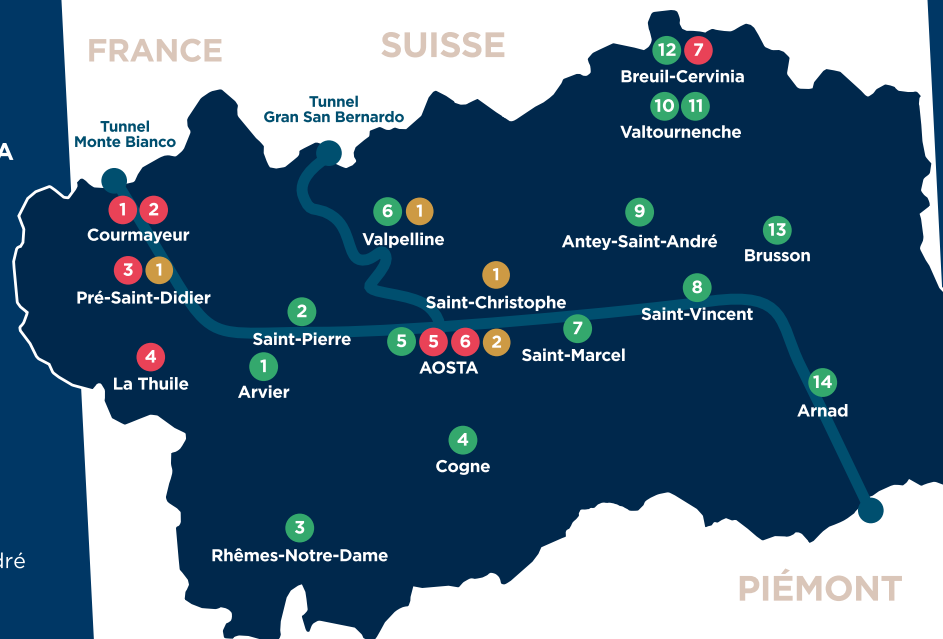 FRANCE
SUISSE
12 7
Breuil-Cervinia
10 11
Valtournenche
Tunnel
Gran San Bernardo
Tunnel
Monte Bianco
A
1 2
Courmayeur
6 1
Valpelline
9
Antey-Saint-André
13
Brusson
3 1
Pré-Saint-Didier
1
Saint-Christophe
8
Saint-Vincent
2
Saint-Pierre
5 5 6 2
AOSTA
7
Saint-Marcel
4
La Thuile
1
Arvier
14
Arnad
4
Cogne
3
Rhêmes-Notre-Dame
dré
PIÉMONT